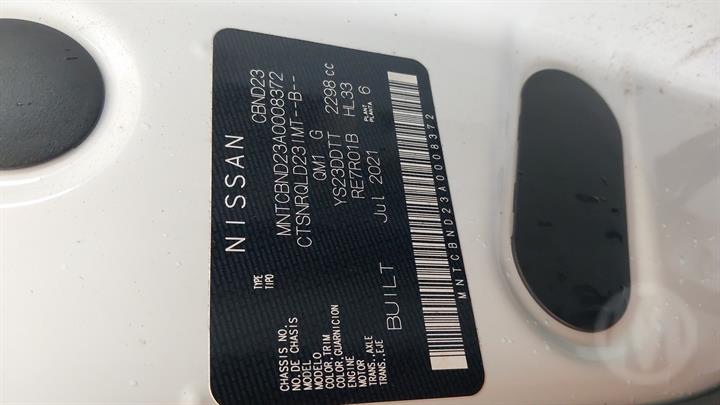 NISSAN
TYPE
TIPO CBND23
CHASSIS NO. MNTCBND23A0008372
NO. DE CHASIS
MODEL CTSNRQLD23IMT--B--
MODELO
COLOR,TRIM QM1 G
COLOR,GUARNICION
ENGINE YS23DDTT 2298 cc
MOTOR
TRANS.,AXLE RE7R01B HL33
TRANS.,EJE
PLANT
PLANTA 6
BUILT Jul 2021
MNTCBND23A0008372